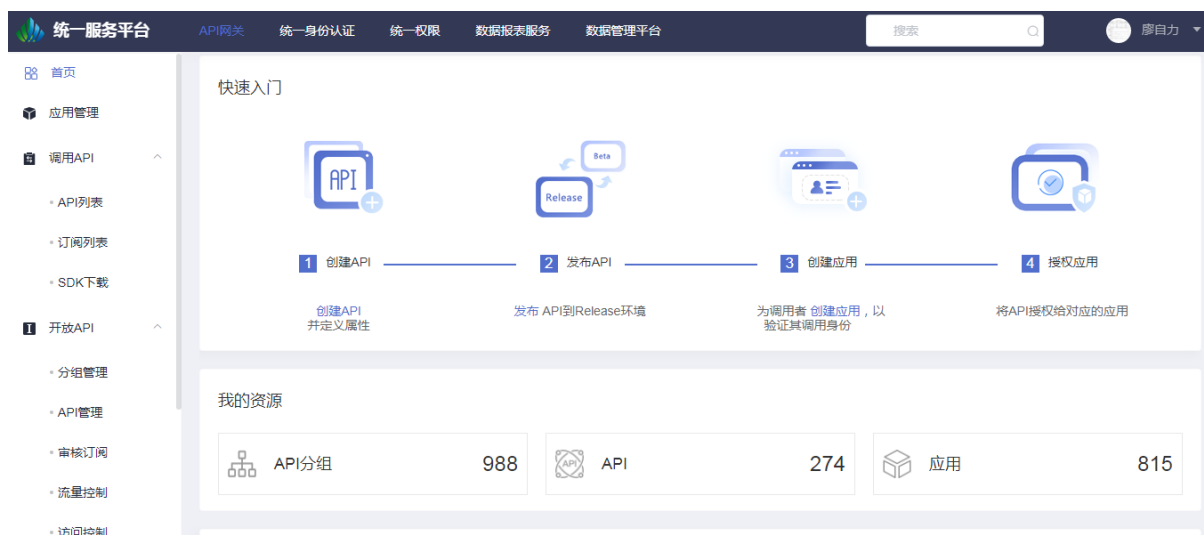 统一服务平台
API网关 统一身份认证 统一权限 数据报表服务 数据管理平台
搜索
廖自力
首页
应用管理
调用API
API列表
订阅列表
SDK下载
开放API
分组管理
API管理
审核订阅
流量控制
访问控制
快速入门
API
Beta
Release
1 创建API
2 发布API
3 创建应用
4 授权应用
创建API
并定义属性
发布 API到Release环境
为调用者 创建应用，以
验证其调用身份
将API授权给对应的应用
我的资源
API分组 988
API
API 274
应用 815